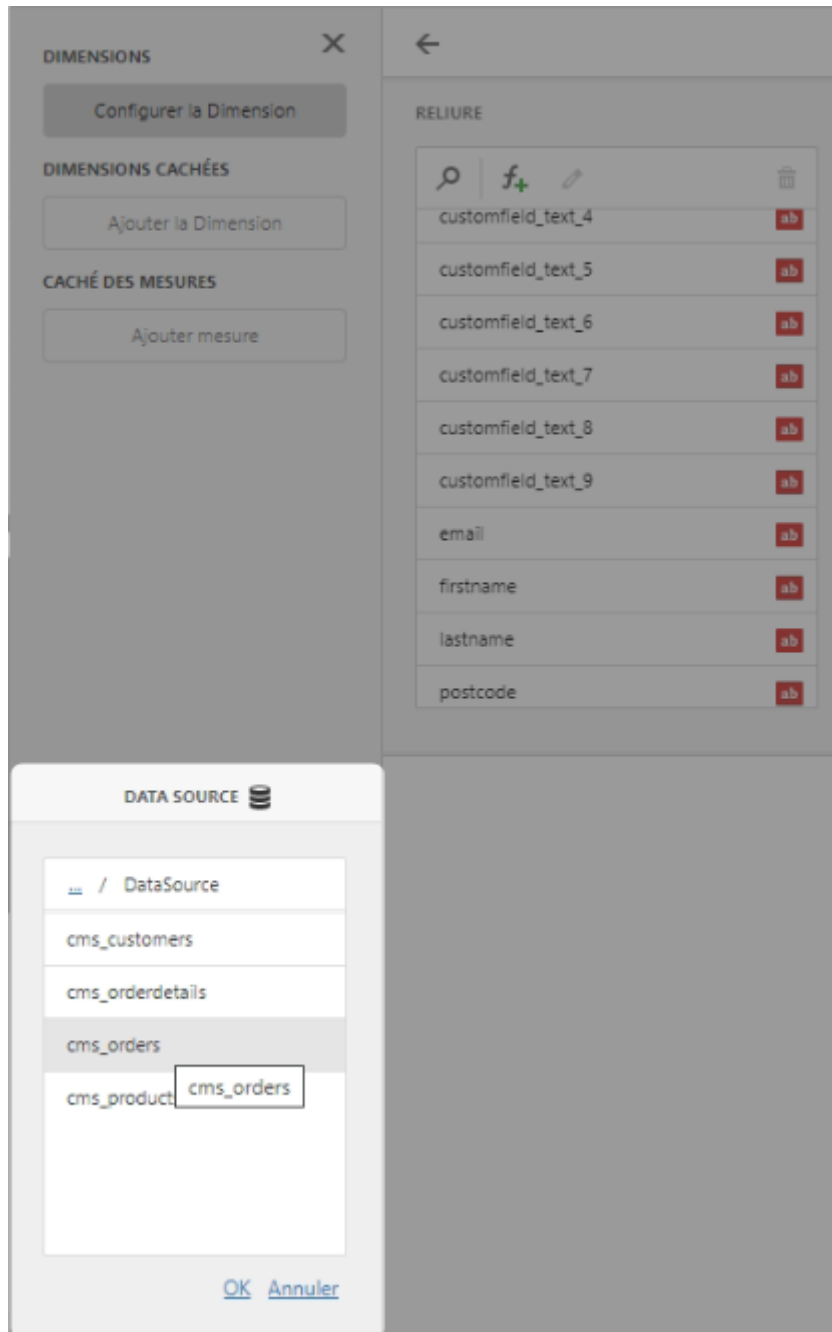 DIMENSIONS
Configurer la Dimension
DIMENSIONS CACHÉES
Ajouter la Dimension
CACHÉ DES MESURES
Ajouter mesure
RELIURE
customfield_text_4 ab
customfield_text_5 ab
customfield_text_6 ab
customfield_text_7 ab
customfield_text_8 ab
customfield_text_9 ab
email ab
firstname ab
lastname ab
postcode ab
DATA SOURCE
... / DataSource
cms_customers
cms_orderdetails
cms_orders
cms_orders
cms_product
OK Annuler